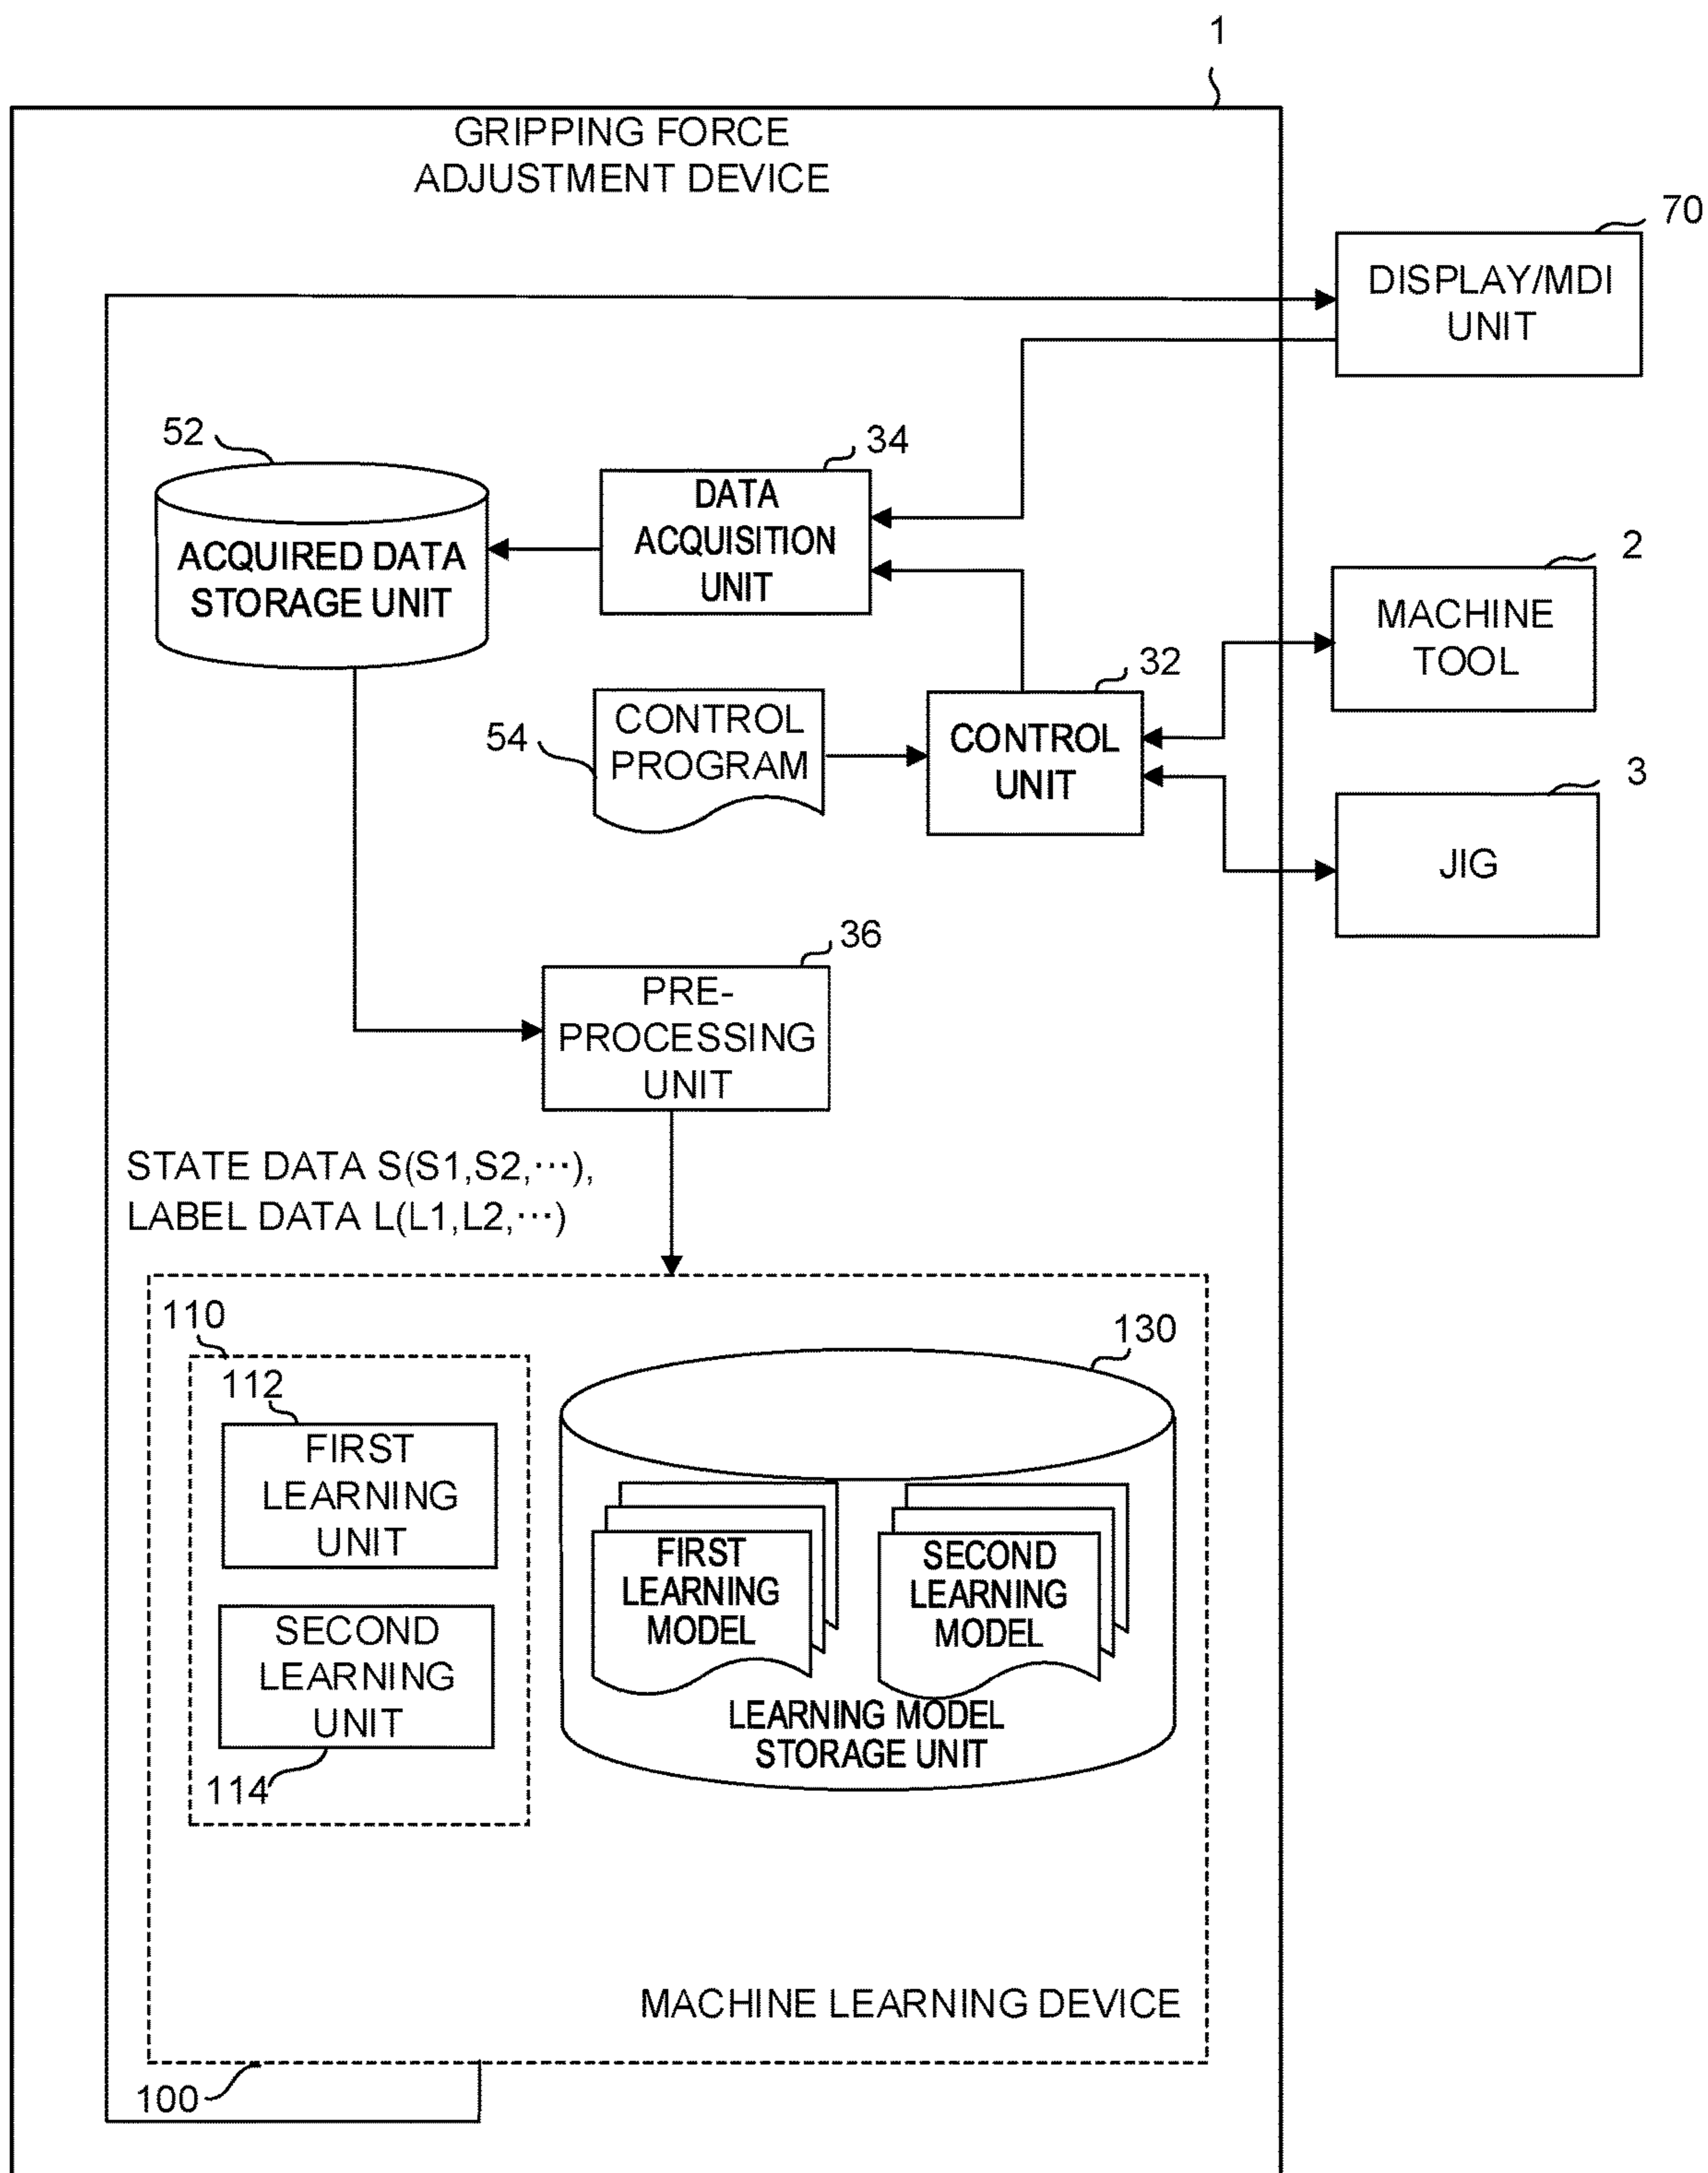 1
GRIPPING FORCE
ADJUSTMENT DEVICE
70
DISPLAY/MDI
UNIT
52
ACQUIRED DATA
STORAGE UNIT
34
DATA
ACQUISITION
UNIT
2
MACHINE
TOOL
54
CONTROL
PROGRAM
32
CONTROL
UNIT
3
JIG
36
PRE-
PROCESSING
UNIT
STATE DATA S(S1,S2,⋯),
LABEL DATA L(L1,L2,⋯)
110
112
FIRST
LEARNING
UNIT
SECOND
LEARNING
UNIT
114
130
FIRST
LEARNING
MODEL
SECOND
LEARNING
MODEL
LEARNING MODEL
STORAGE UNIT
MACHINE LEARNING DEVICE
100